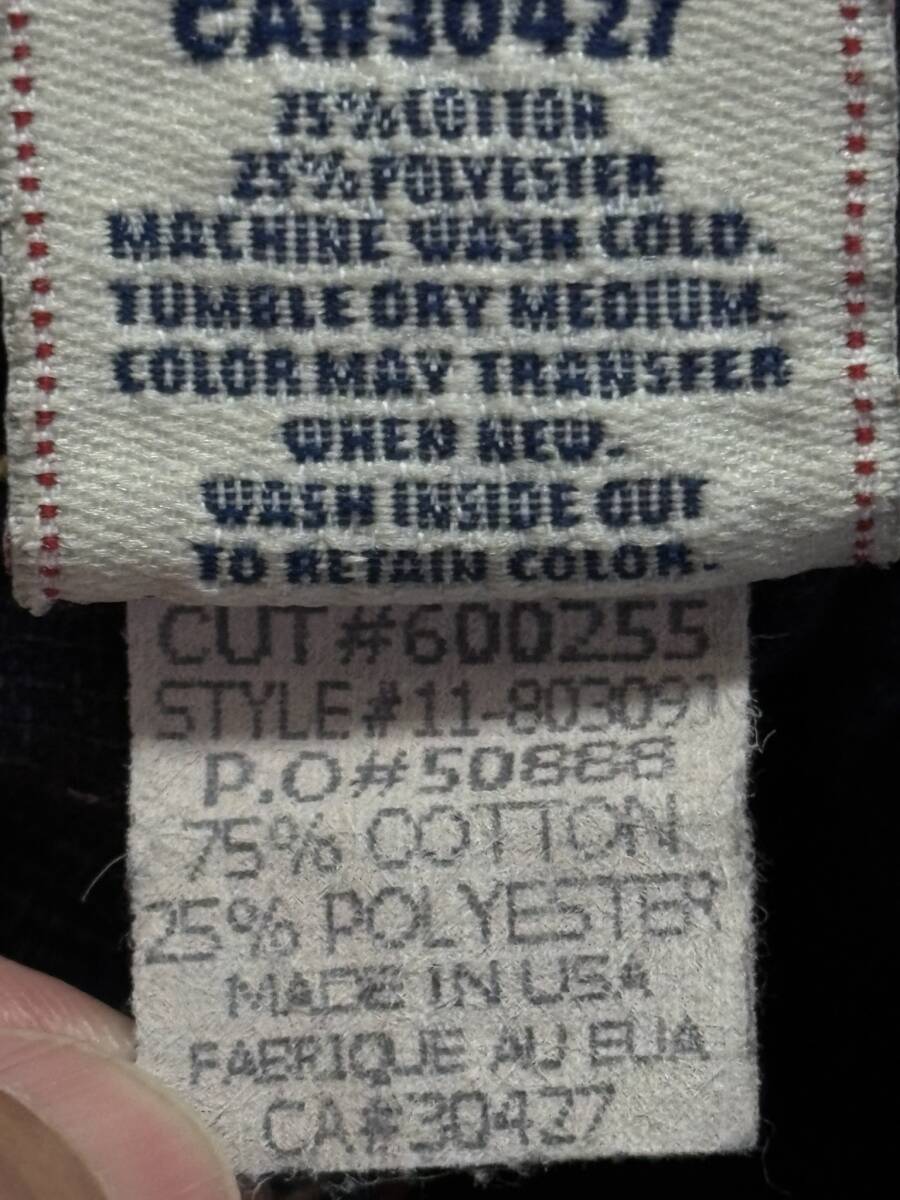 CA#30427
75% COTTON
25% POLYESTER
MACHINE WASH COLD.
TUMBLE DRY MEDIUM.
COLOR MAY TRANSFER
WHEN NEW.
WASH INSIDE OUT
TO RETAIN COLOR.
CUT #600255
STYLE#
P.O#50888
75% COTTON
25% POLYESTER
MADE IN USA
FABRIQUE AU EUA
CA#30427